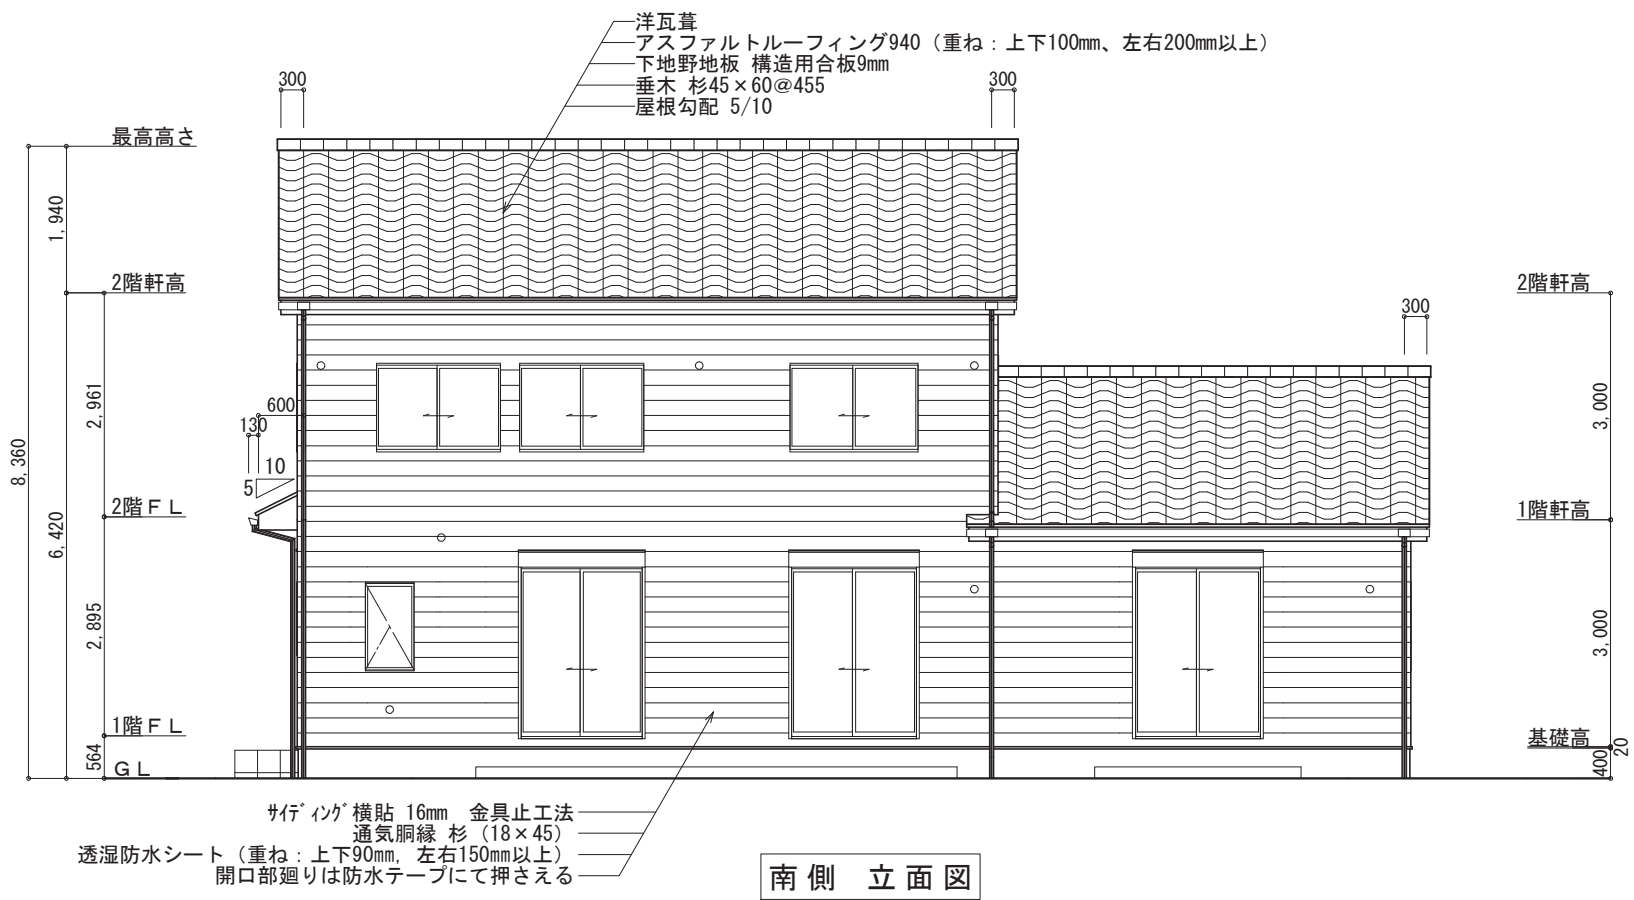 洋瓦葺
アスファルトルーフィング940（重ね：上下100mm、左右200mm以上）
下地野地板 構造用合板9mm
垂木 杉45×60@455
屋根勾配 5/10
300
300
最高高さ
1,940
2階軒高
2階軒高
300
8,360
6,420
2,961
3,000
600
130
10
5
2階ＦＬ
1階軒高
2,895
3,000
1階ＦＬ
基礎高
564
400
20
ＧＬ
ｻｲﾃﾞｨﾝｸﾞ横貼 16mm　金具止工法
通気胴縁 杉（18×45）
透湿防水シート（重ね：上下90mm, 左右150mm以上）
開口部廻りは防水テープにて押さえる
南側　立面図